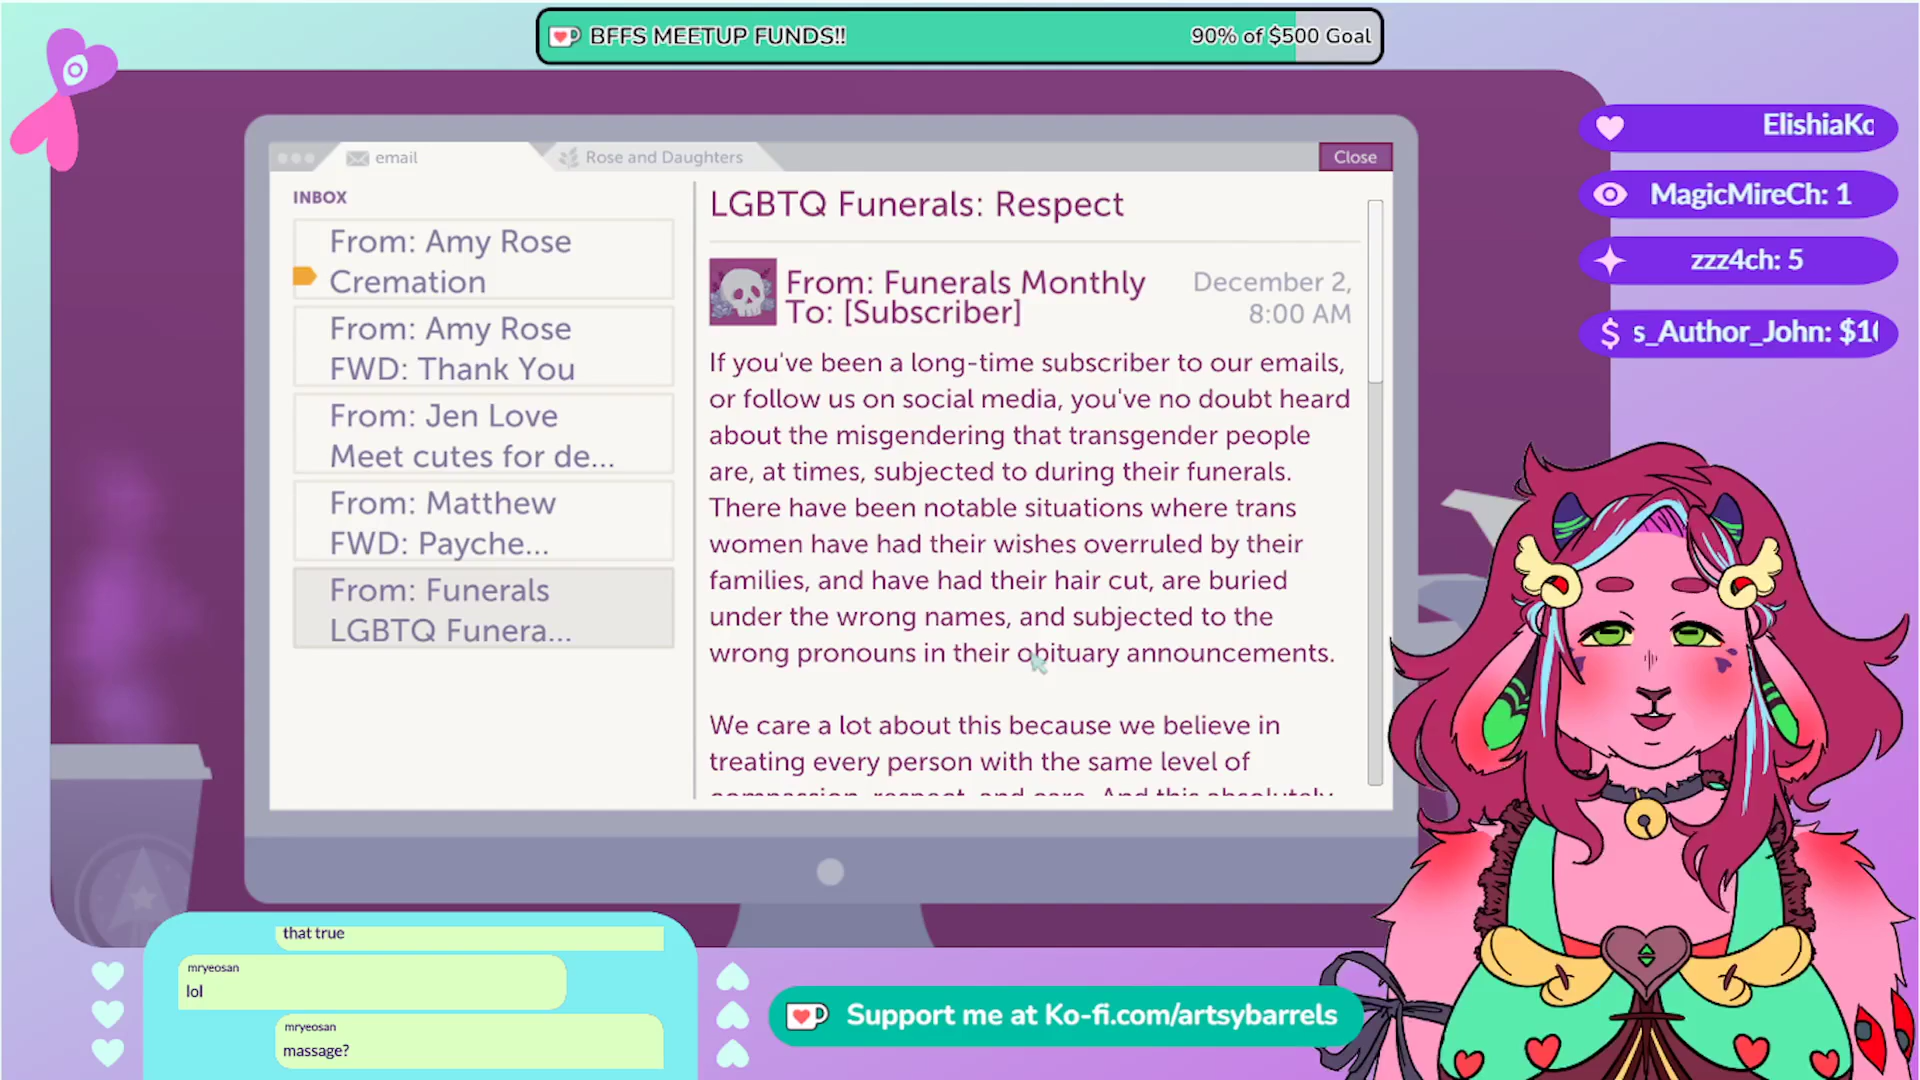 BFFS MEETUP FUNDS!!
90% of $500 Goal
email
Rose and Daughters
Close
INBOX
From: Amy Rose
Cremation
From: Amy Rose
FWD: Thank You
From: Jen Love
Meet cutes for de...
From: Matthew
FWD: Payche...
From: Funerals
LGBTQ Funera...
LGBTQ Funerals: Respect
From: Funerals Monthly
To: [Subscriber]
December 2,
8:00 AM
If you've been a long-time subscriber to our emails,
or follow us on social media, you've no doubt heard
about the misgendering that transgender people
are, at times, subjected to during their funerals.
There have been notable situations where trans
women have had their wishes overruled by their
families, and have had their hair cut, are buried
under the wrong names, and subjected to the
wrong pronouns in their obituary announcements.
We care a lot about this because we believe in
treating every person with the same level of
compassion, respect, and care. And this absolutely
ElishiaKo
MagicMireCh: 1
zzz4ch: 5
s_Author_John: $1
that true
mryeosan
lol
mryeosan
massage?
Support me at Ko-fi.com/artsybarrels